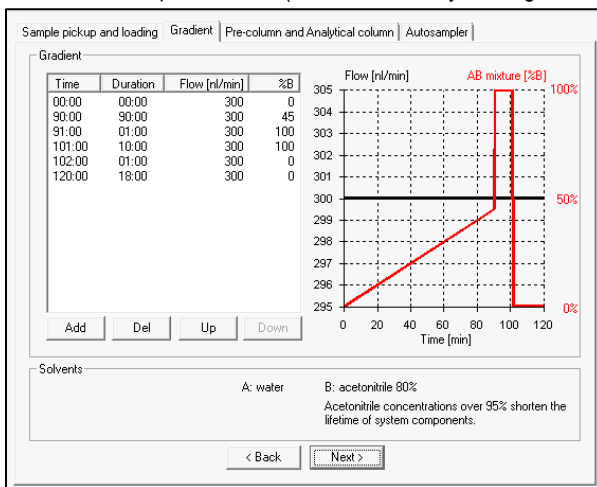 Sample pickup and loading Gradient Pre-column and Analytical column Autosampler
Gradient
Time Duration Flow [nl/min] %B
00:00 00:00 300 0
90:00 90:00 300 45
91:00 01:00 300 100
101:00 10:00 300 100
102:00 01:00 300 0
120:00 18:00 300 0
Add Del Up Down
Flow [nl/min] AB mixture [%B]
305 100%
304
303
302
301
300 50%
299
298
297
296
295 0%
0 20 40 60 80 100 120
Time [min]
Solvents
A: water B: acetonitrile 80%
Acetonitrile concentrations over 95% shorten the
lifetime of system components.
< Back Next >